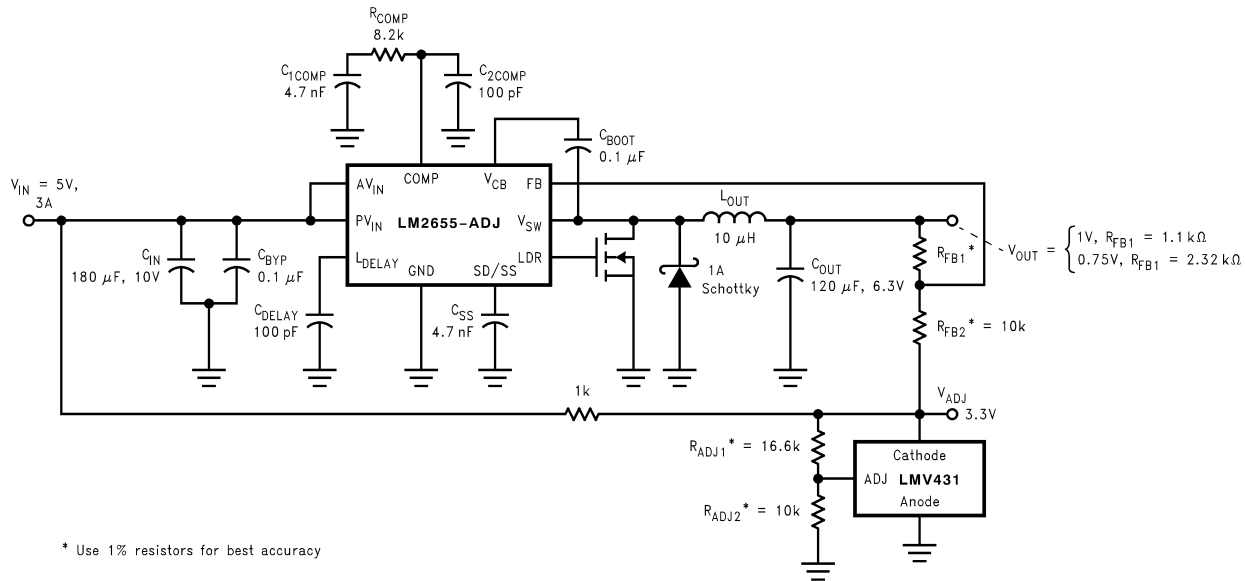 R_COMP
8.2k
C_1COMP
4.7 nF
C_2COMP
100 pF
C_BOOT
0.1 μF
V_IN = 5V,
3A
AV_IN
COMP
V_CB
FB
PV_IN
LM2655-ADJ
V_SW
L_DELAY
GND
SD/SS
LDR
L_OUT
10 μH
C_IN
180 μF, 10V
C_BYP
0.1 μF
C_DELAY
100 pF
C_SS
4.7 nF
1A
Schottky
C_OUT
120 μF, 6.3V
R_FB1*
V_OUT = { 1V, R_FB1 = 1.1 kΩ
0.75V, R_FB1 = 2.32 kΩ
R_FB2* = 10k
1k
V_ADJ
3.3V
R_ADJ1* = 16.6k
R_ADJ2* = 10k
Cathode
ADJ LMV431
Anode
* Use 1% resistors for best accuracy